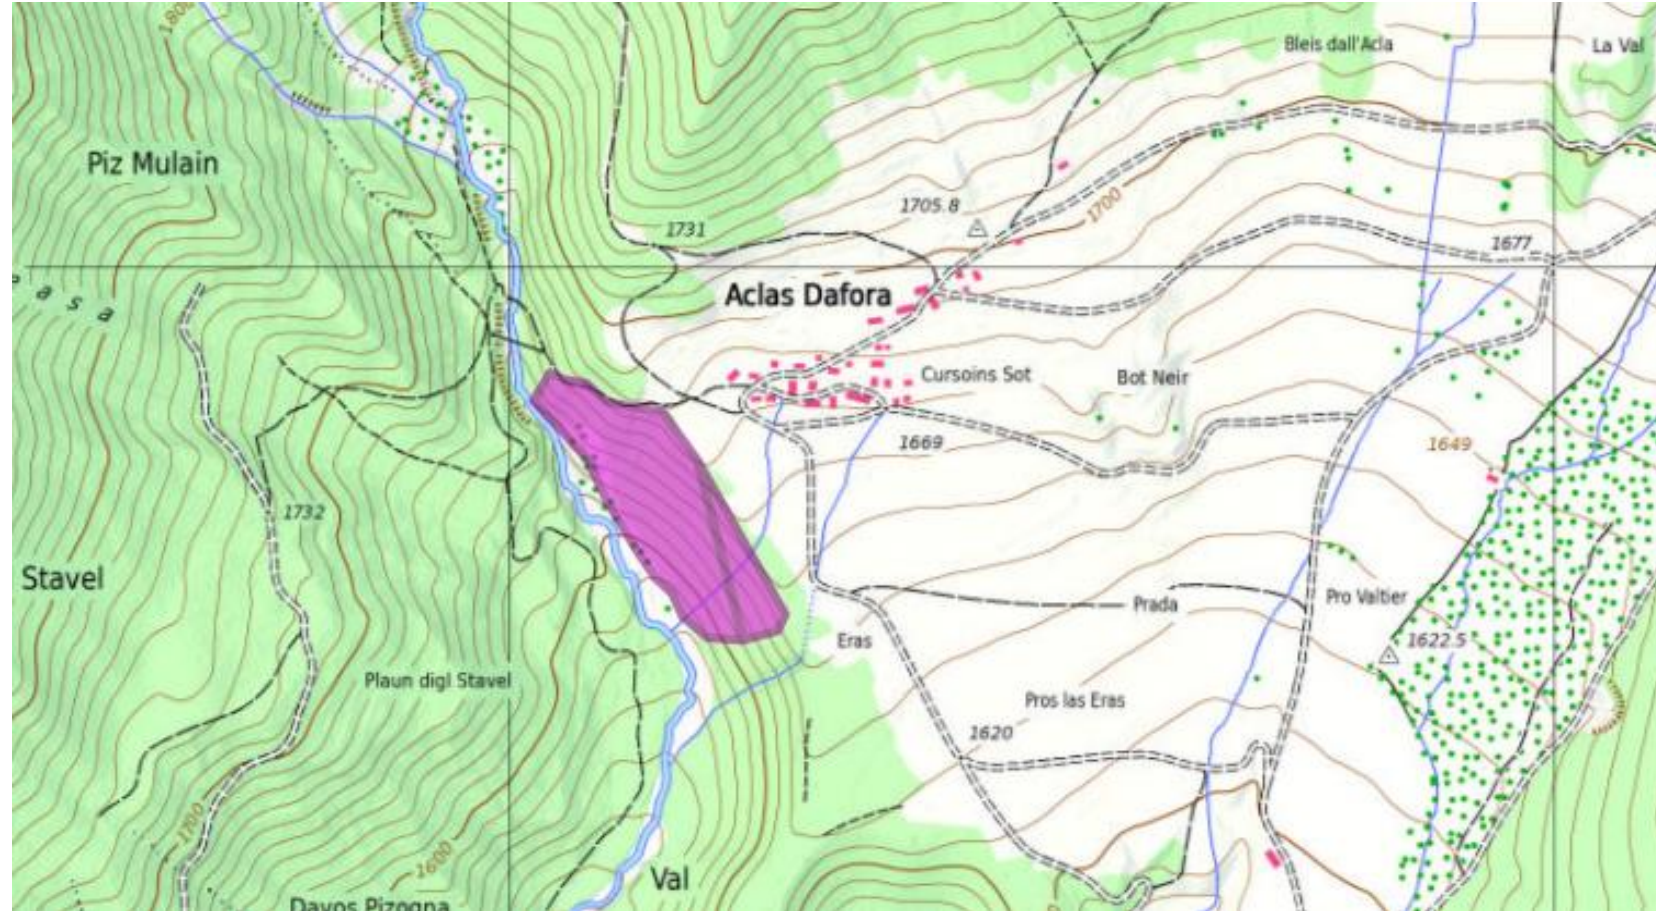 1800
Bleis dall'Acla
La Val
Piz Mulain
1705.8
1700
1731
1677
Aclas Dafora
asa
Cursoins Sot
Bot Neir
1669
1649
1732
Stavel
Prada
Pro Valtier
Eras
1622.5
Plaun digl Stavel
Pros las Eras
1620
1700
1600
Val
Davos Pizogna